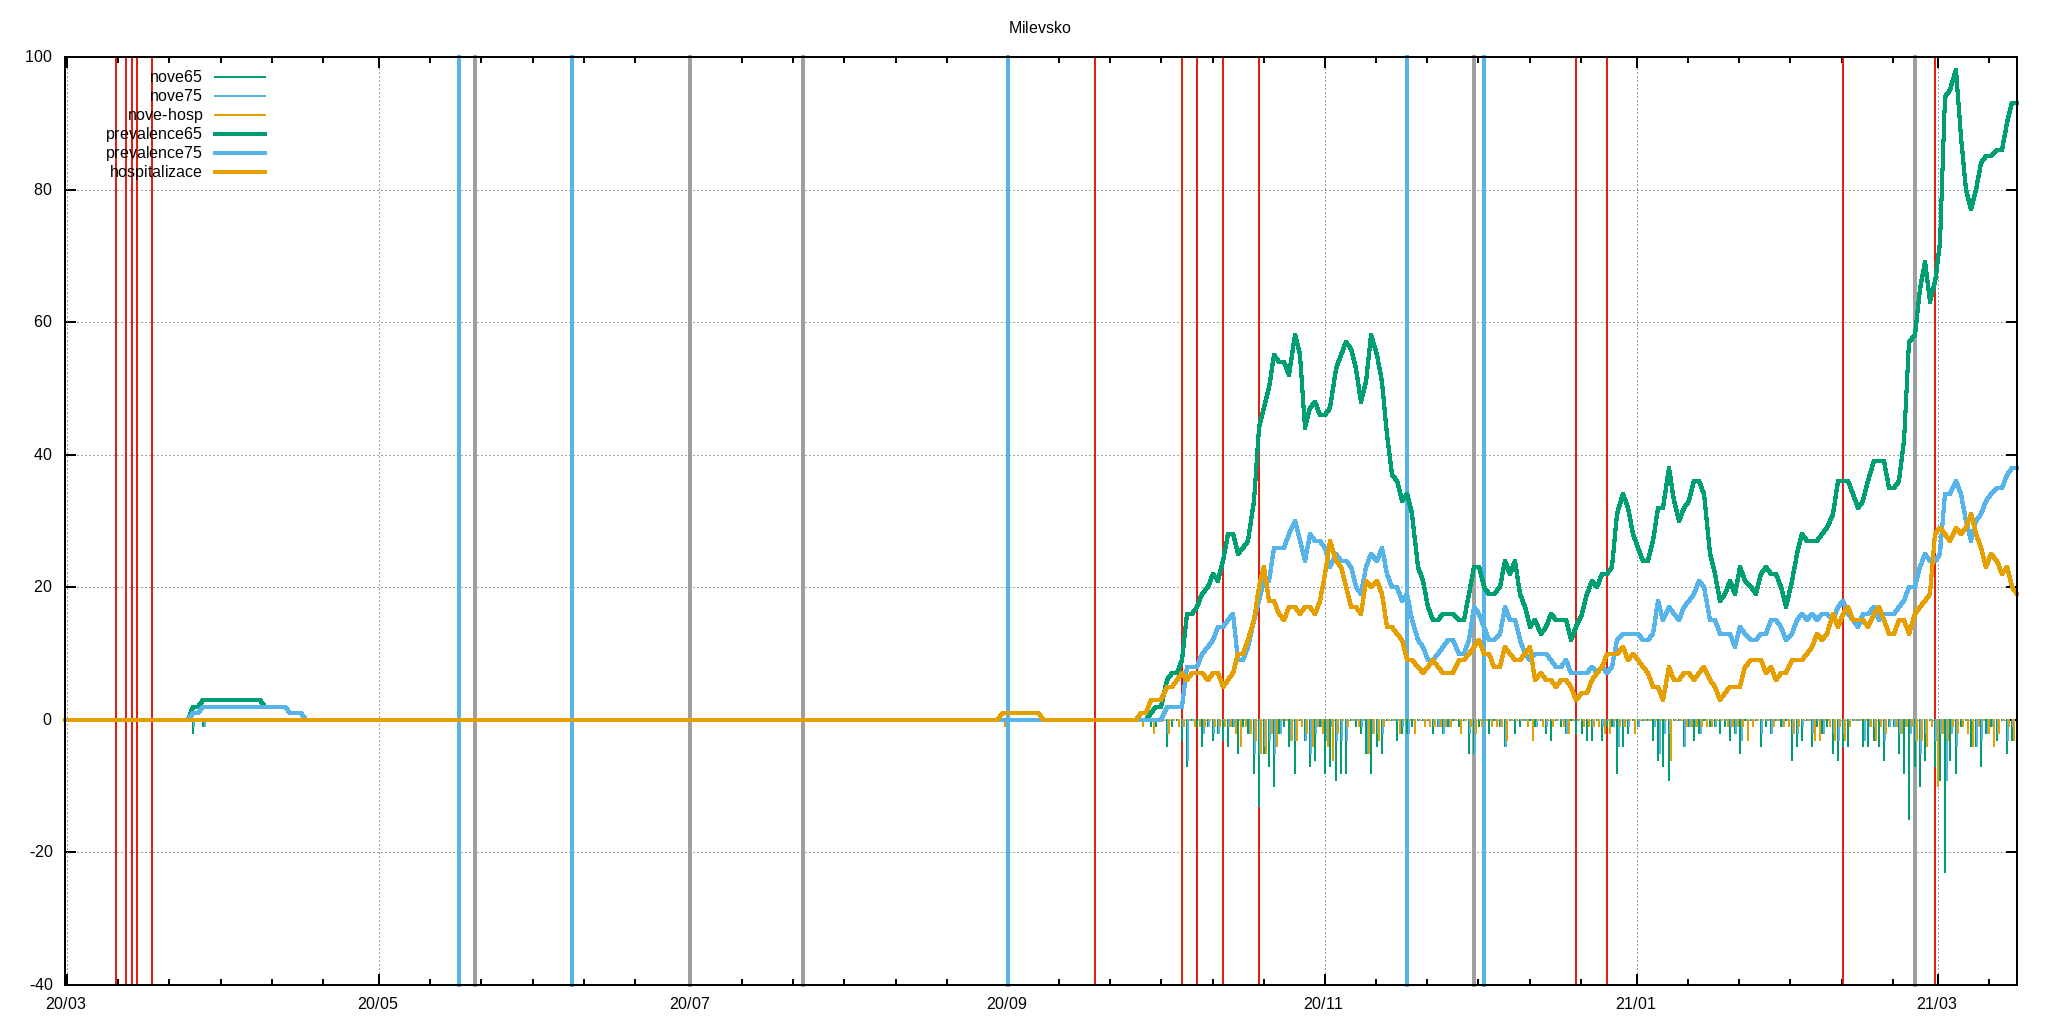 Milevsko
100
nove65
nove75
nove-hosp
prevalence65
prevalence75
hospitalizace
80
60
40
20
0
-20
-40
20/03 20/05 20/07 20/09 20/11 21/01 21/03